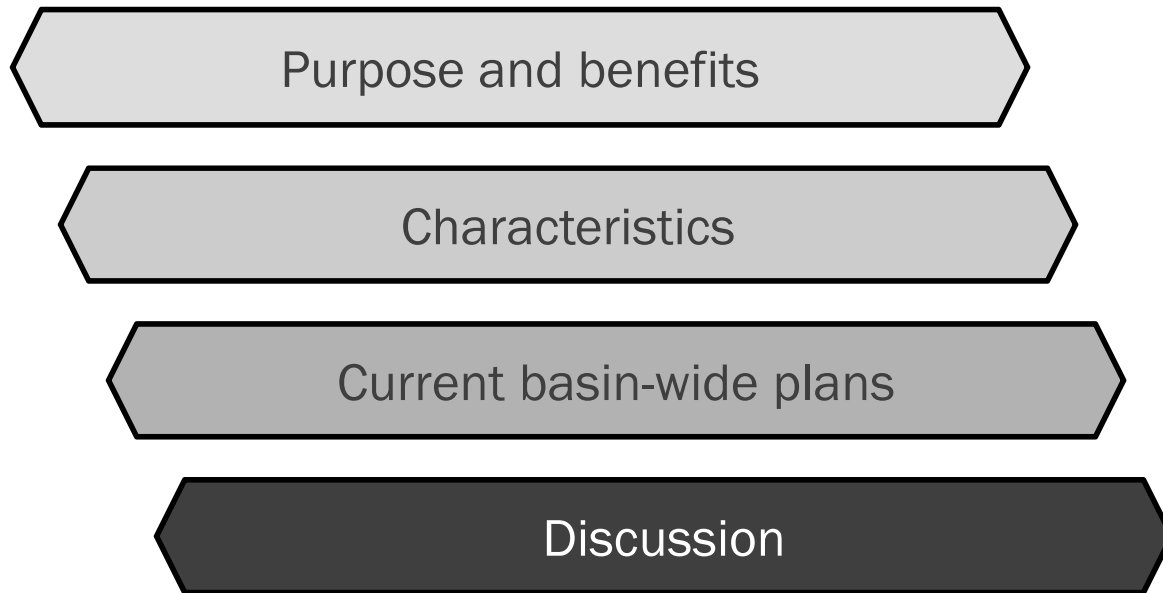 Purpose and benefits
Characteristics
Current basin-wide plans
Discussion